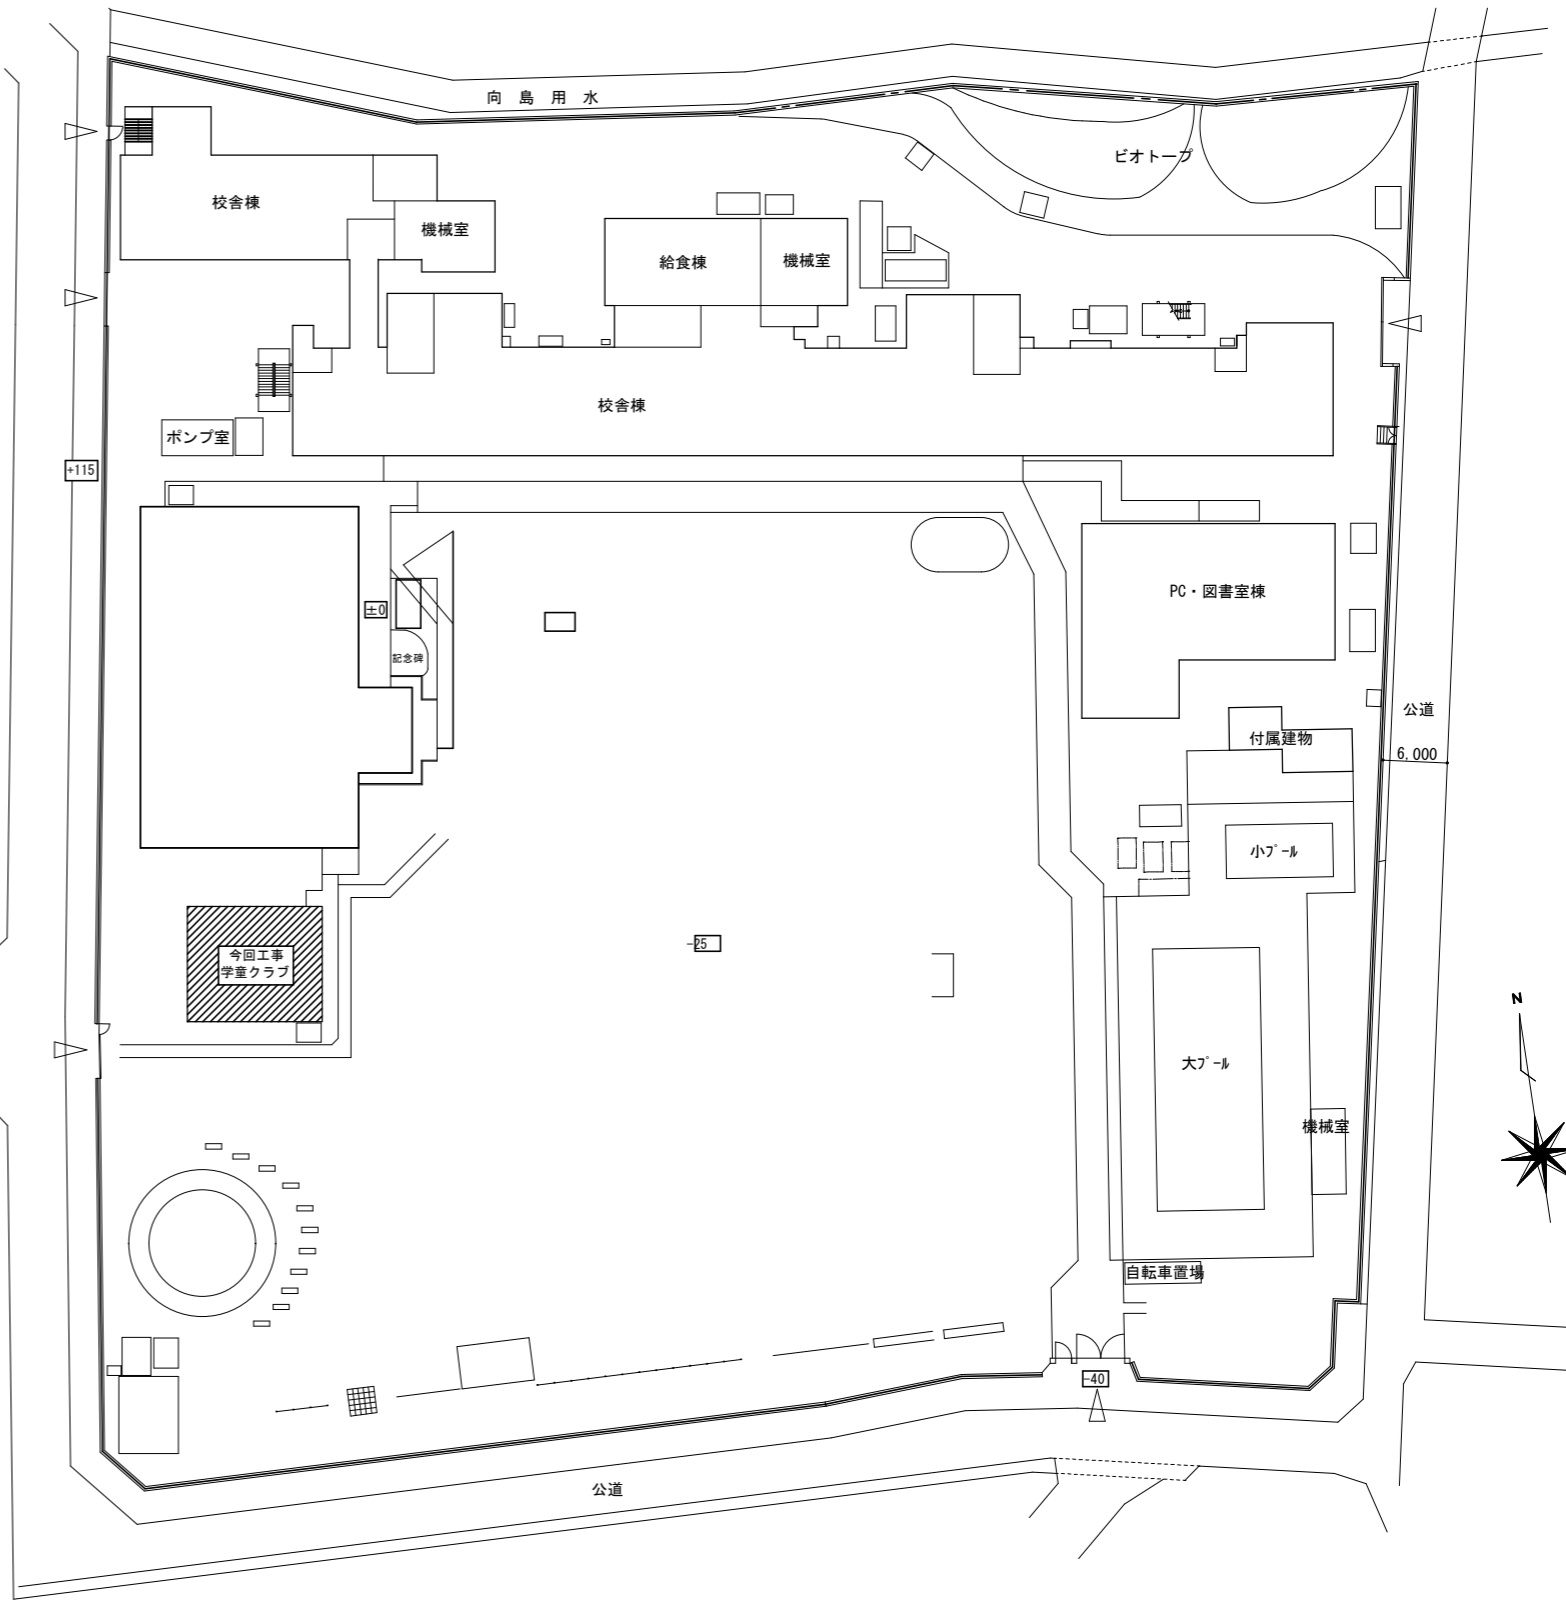 向島用水
ビオトープ
校舎棟
機械室
給食棟
機械室
校舎棟
ポンプ室
+115
PC・図書室棟
±0
記念碑
公道
付属建物
6,000
小プール
-25
今回工事
学童クラブ
N
大プール
機械室
自転車置場
-40
公道